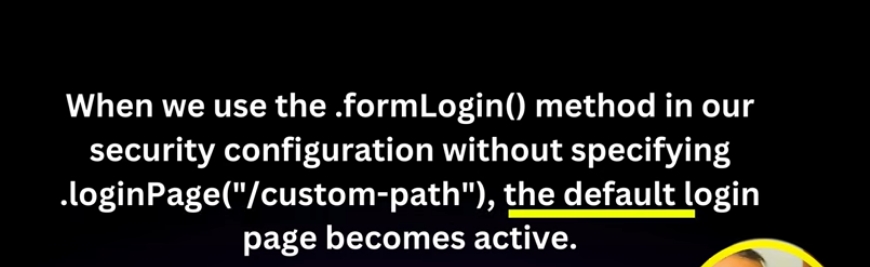 When we use the .formLogin() method in our
security configuration without specifying
.loginPage("/custom-path"), the default login
page becomes active.